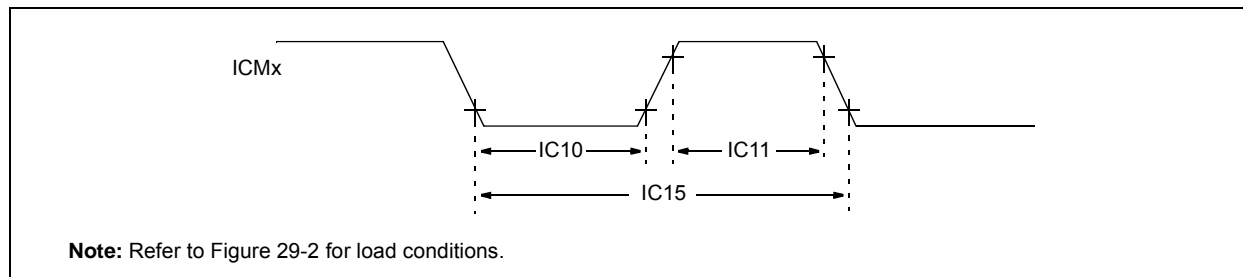 ICMx
IC10
IC11
IC15
Note: Refer to Figure 29-2 for load conditions.